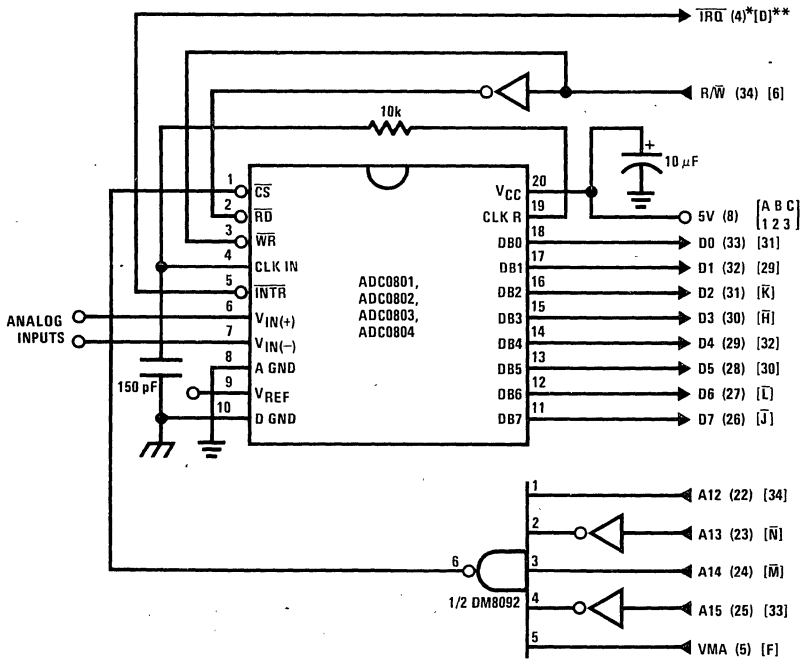 I̅R̅Q̅ (4)*[D]**
R/W̅ (34) [6]
10k
+
10 μF
1 C̅S̅
2 R̅D̅
3 W̅R̅
4 CLK IN
5 I̅N̅T̅R̅
6 VIN(+)
7 VIN(−)
8 A GND
9 VREF
10 D GND
ANALOG
INPUTS
150 pF
ADC0801,
ADC0802,
ADC0803,
ADC0804
VCC 20
CLK R 19
DB0 18
DB1 17
DB2 16
DB3 15
DB4 14
DB5 13
DB6 12
DB7 11
5V (8) [A B C
1 2 3]
D0 (33) [31]
D1 (32) [29]
D2 (31) [K̅]
D3 (30) [H̅]
D4 (29) [32]
D5 (28) [30]
D6 (27) [L̅]
D7 (26) [J̅]
1 A12 (22) [34]
2 A13 (23) [N̅]
3 A14 (24) [M̅]
4 A15 (25) [33]
5 VMA (5) [F]
6
1/2 DM8092